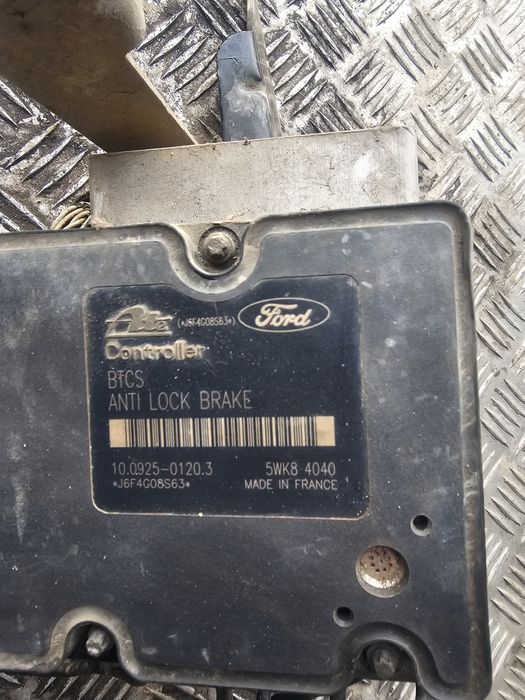 Ate (*J6F4G08S63*) Ford
Controller
BTCS
ANTI LOCK BRAKE
10.0925-0120.3 5WK8 4040
*J6F4G08S63* MADE IN FRANCE